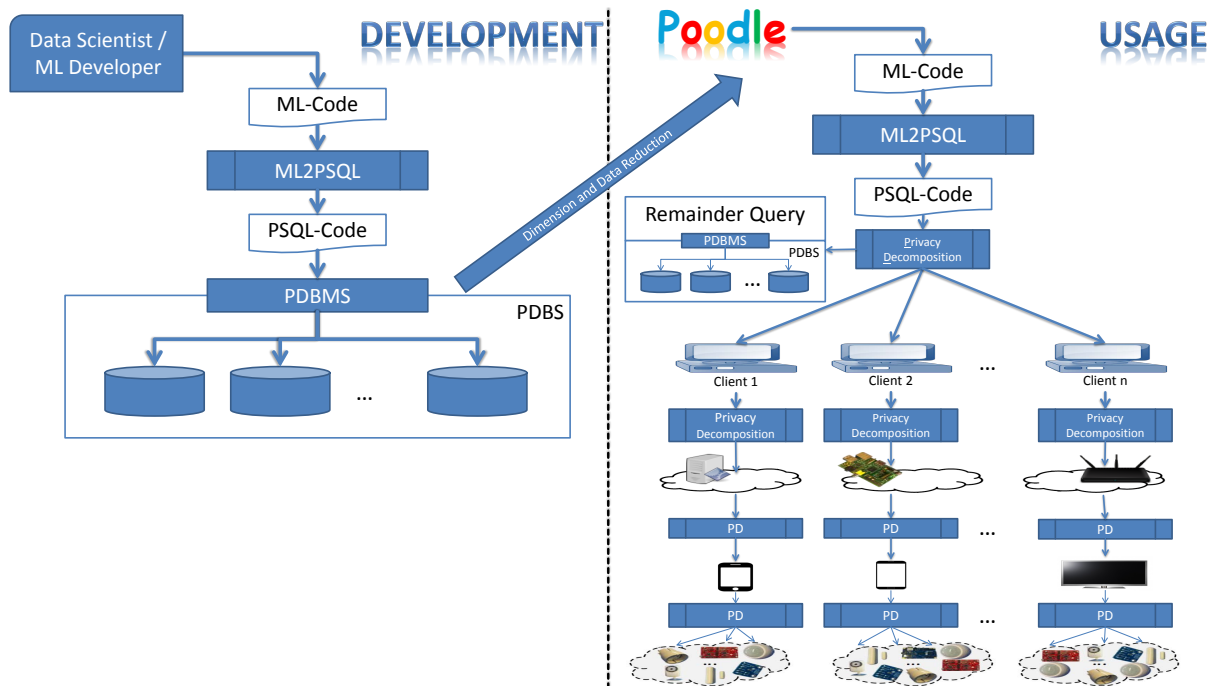 Data Scientist /
ML Developer
DEVELOPMENT
ML-Code
ML2PSQL
PSQL-Code
PDBMS
PDBS
...
Dimension and Data Reduction
Poodle
USAGE
ML-Code
ML2PSQL
PSQL-Code
Remainder Query
PDBMS
PDBS
...
Privacy
Decomposition
Client 1
Client 2
...
Client n
Privacy
Decomposition
Privacy
Decomposition
Privacy
Decomposition
PD
PD
...
PD
PD
PD
...
PD
...
...
...